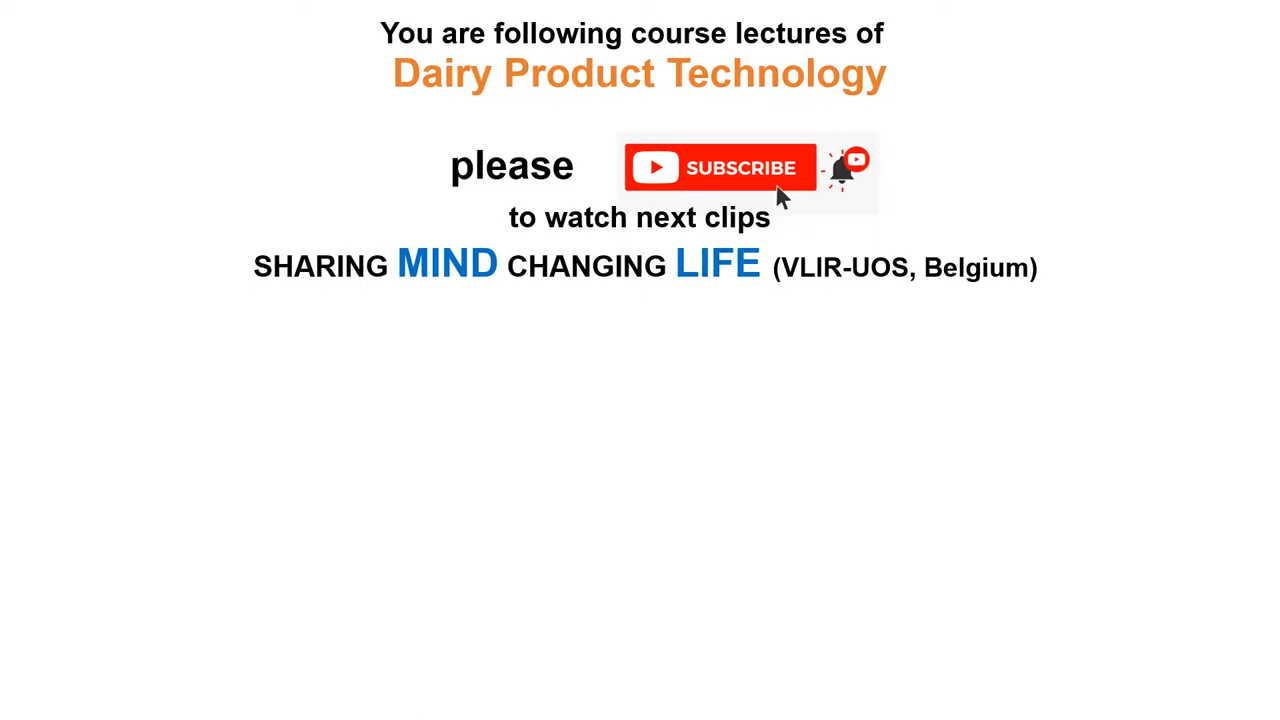 You are following course lectures of
Dairy Product Technology
please SUBSCRIBE
to watch next clips
SHARING MIND CHANGING LIFE (VLIR-UOS, Belgium)